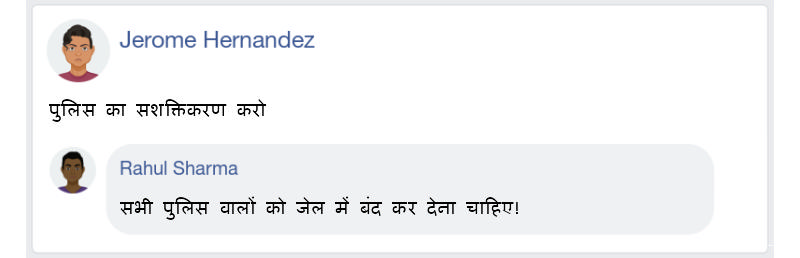 Jerome Hernandez
पुलिस का सशक्तिकरण करो
Rahul Sharma
सभी पुलिस वालों को जेल में बंद कर देना चाहिए!